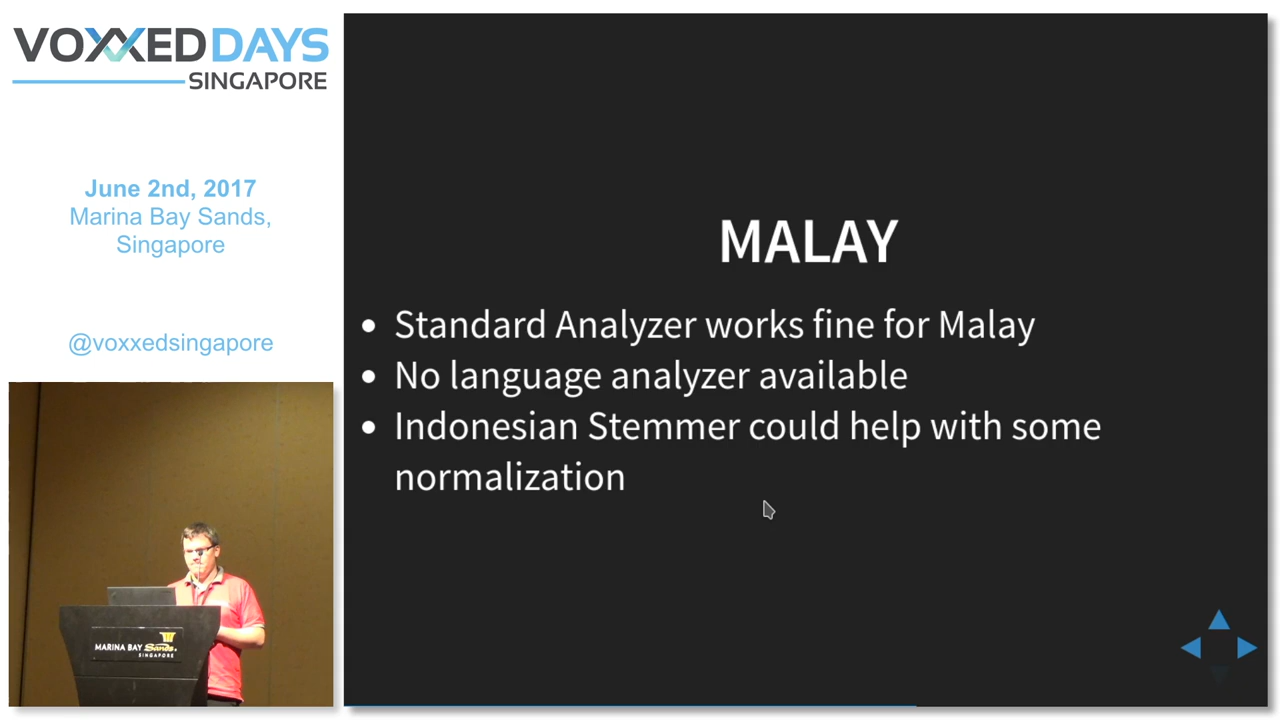 VOXXEDDAYS
SINGAPORE
June 2nd, 2017
Marina Bay Sands,
Singapore
@voxxedsingapore
MARINA BAY Sands.
SINGAPORE
MALAY
Standard Analyzer works fine for Malay
No language analyzer available
Indonesian Stemmer could help with some
normalization